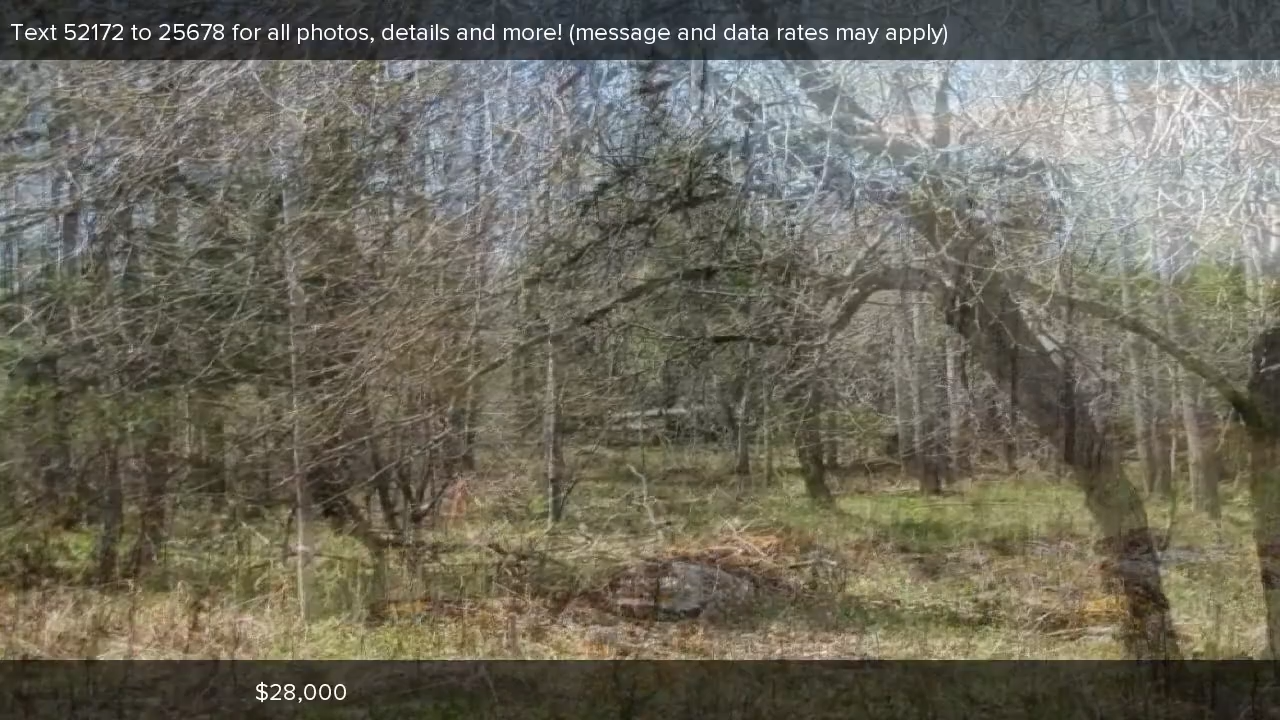 Text 52172 to 25678 for all photos, details and more! (message and data rates may apply)
$28,000